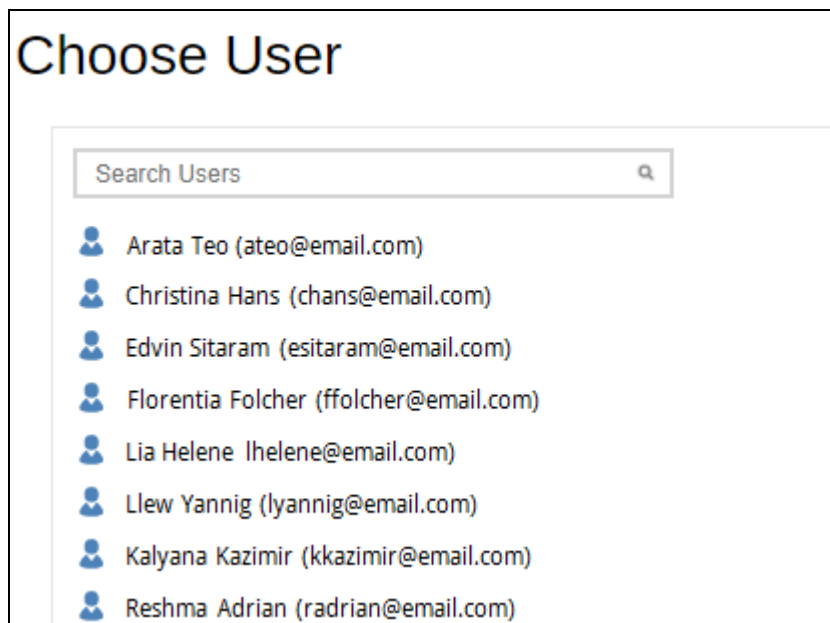 Choose User
Search Users
Arata Teo (ateo@email.com)
Christina Hans (chans@email.com)
Edvin Sitaram (esitaram@email.com)
Florentia Folcher (ffolcher@email.com)
Lia Helene lhelene@email.com)
Llew Yannig (lyannig@email.com)
Kalyana Kazimir (kkazimir@email.com)
Reshma Adrian (radrian@email.com)